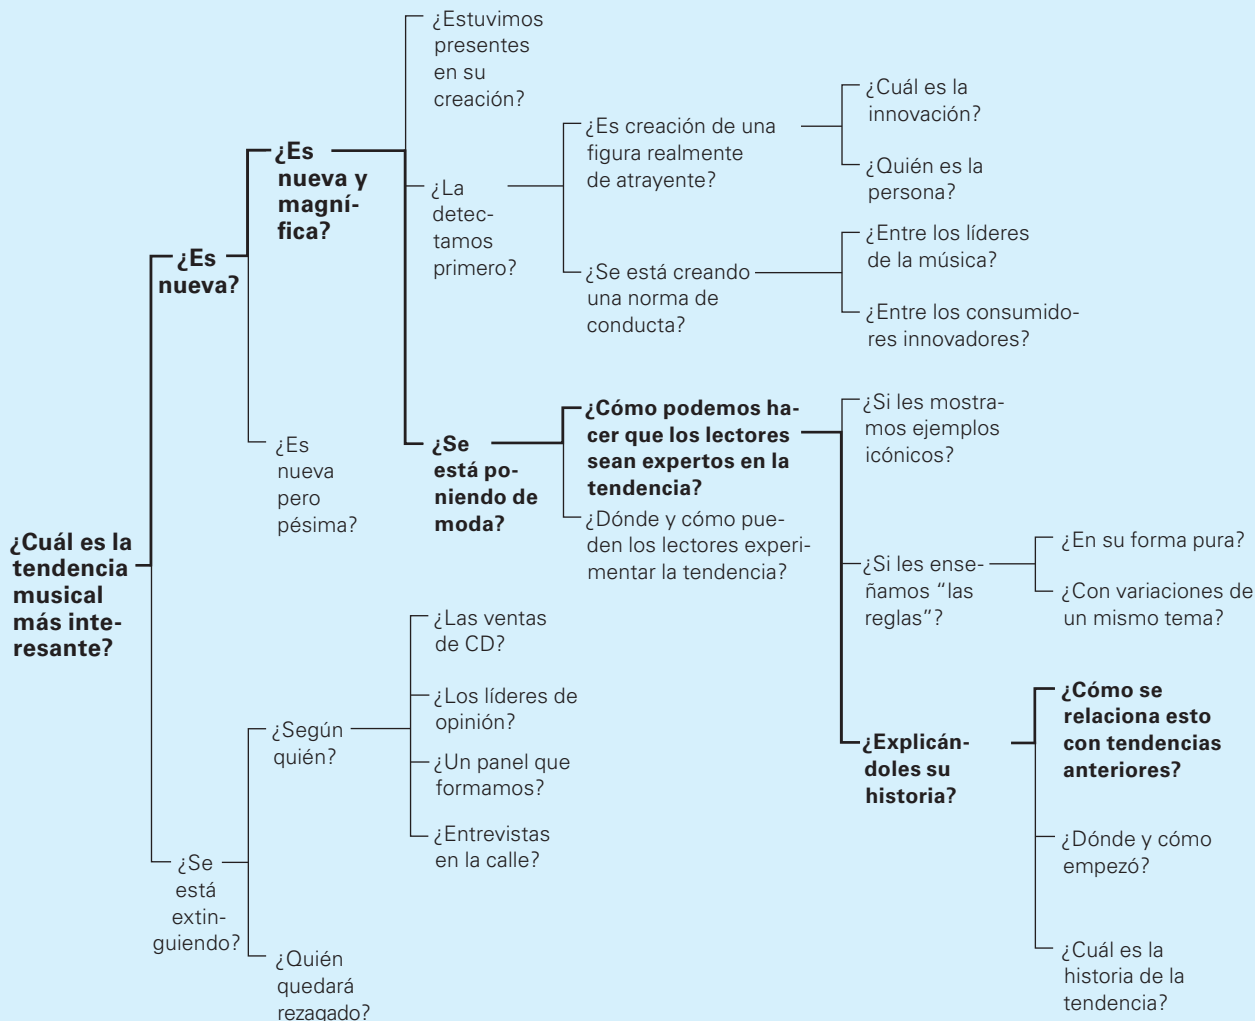 ¿Estuvimos
presentes
en su
creación?
¿Cuál es la
innovación?
¿Es creación de una
figura realmente
de atrayente?
¿Quién es la
persona?
¿Es
nueva y
magní-
fica?
¿La
detec-
tamos
primero?
¿Entre los líderes
de la música?
¿Es
nueva?
¿Se está creando
una norma de
conducta?
¿Entre los consumido-
res innovadores?
¿Cómo podemos ha-
cer que los lectores
sean expertos en la
tendencia?
¿Si les mostra-
mos ejemplos
icónicos?
¿Es
nueva
pero
pésima?
¿Se
está po-
niendo de
moda?
¿Dónde y cómo pue-
den los lectores experi-
mentar la tendencia?
¿Cuál es la
tendencia
musical
más inte-
resante?
¿Si les ense-
ñamos “las
reglas”?
¿En su forma pura?
¿Con variaciones de
un mismo tema?
¿Las ventas
de CD?
¿Los líderes de
opinión?
¿Según
quién?
¿Un panel que
formamos?
¿Entrevistas
en la calle?
¿Explicán-
doles su
historia?
¿Cómo se
relaciona esto
con tendencias
anteriores?
¿Dónde y cómo
empezó?
¿Se
está
extin-
guiendo?
¿Quién
quedará
rezagado?
¿Cuál es la
historia de la
tendencia?